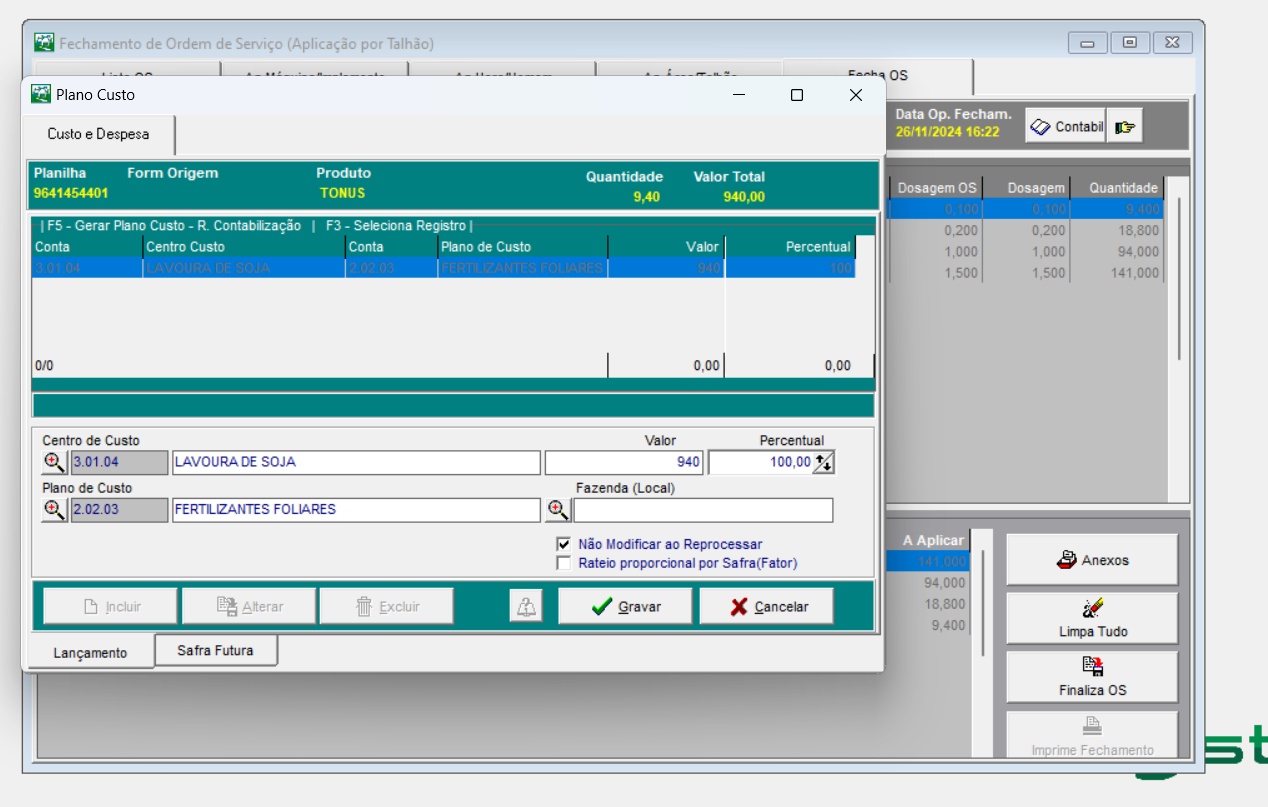 Fechamento de Ordem de Serviço (Aplicação por Talhão)
Fecha OS
Plano Custo
Custo e Despesa
Data Op. Fecham.
26/11/2024 16:22
Contabil
Planilha Form Origem Produto Quantidade Valor Total
9641454401 TONUS 9,40 940,00
| F5 - Gerar Plano Custo - R. Contabilização | F3 - Seleciona Registro |
Conta Centro Custo Conta Plano de Custo Valor Percentual
3.01.04 LAVOURA DE SOJA 2.02.03 FERTILIZANTES FOLIARES 940 100
0/0 0,00 0,00
Dosagem OS Dosagem Quantidade
0,100 0,100 9,400
0,200 0,200 18,800
1,000 1,000 94,000
1,500 1,500 141,000
Centro de Custo Valor Percentual
3.01.04 LAVOURA DE SOJA 940 100,00
Plano de Custo Fazenda (Local)
2.02.03 FERTILIZANTES FOLIARES
Não Modificar ao Reprocessar
Rateio proporcional por Safra(Fator)
Incluir Alterar Excluir Gravar Cancelar
Lançamento Safra Futura
A Aplicar
141,000
94,000
18,800
9,400
Anexos
Limpa Tudo
Finaliza OS
Imprime Fechamento